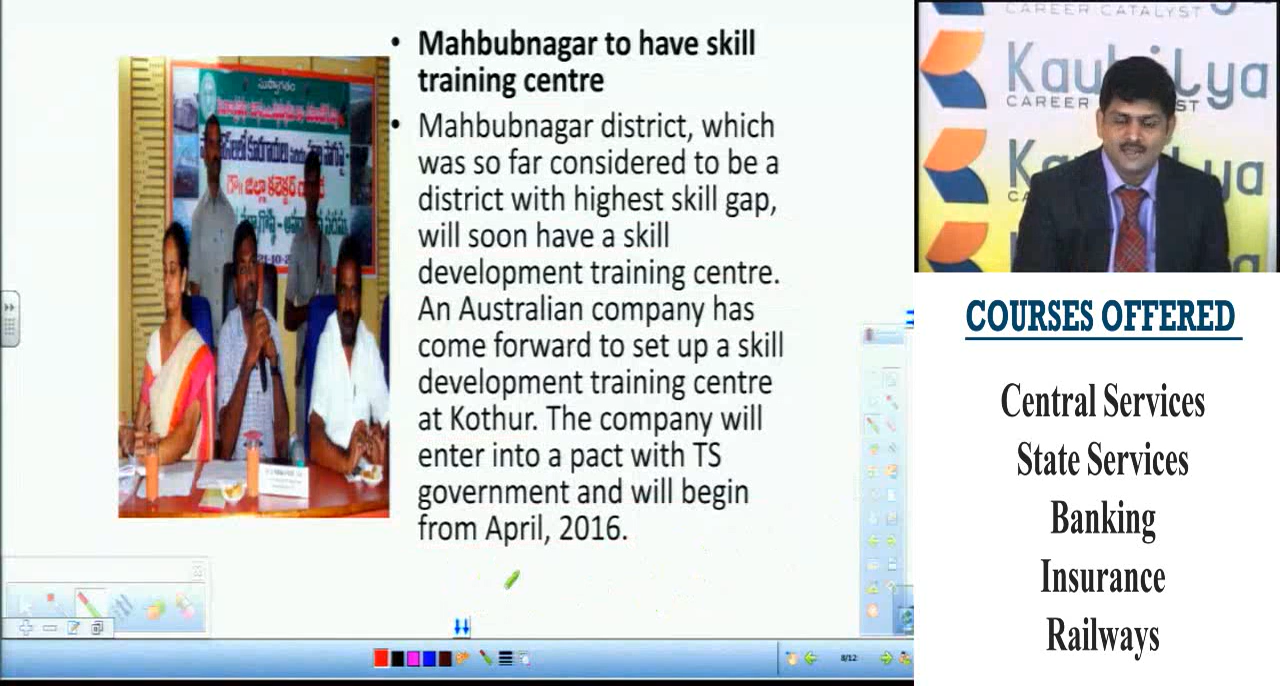 • Mahbubnagar to have skill
training centre
• Mahbubnagar district, which
was so far considered to be a
district with highest skill gap,
will soon have a skill
development training centre.
An Australian company has
come forward to set up a skill
development training centre
at Kothur. The company will
enter into a pact with TS
government and will begin
from April, 2016.
సుస్వాగతం
8/12
CAREER CATALYST
Kautilya
CAREER CATALYST
COURSES OFFERED
Central Services
State Services
Banking
Insurance
Railways